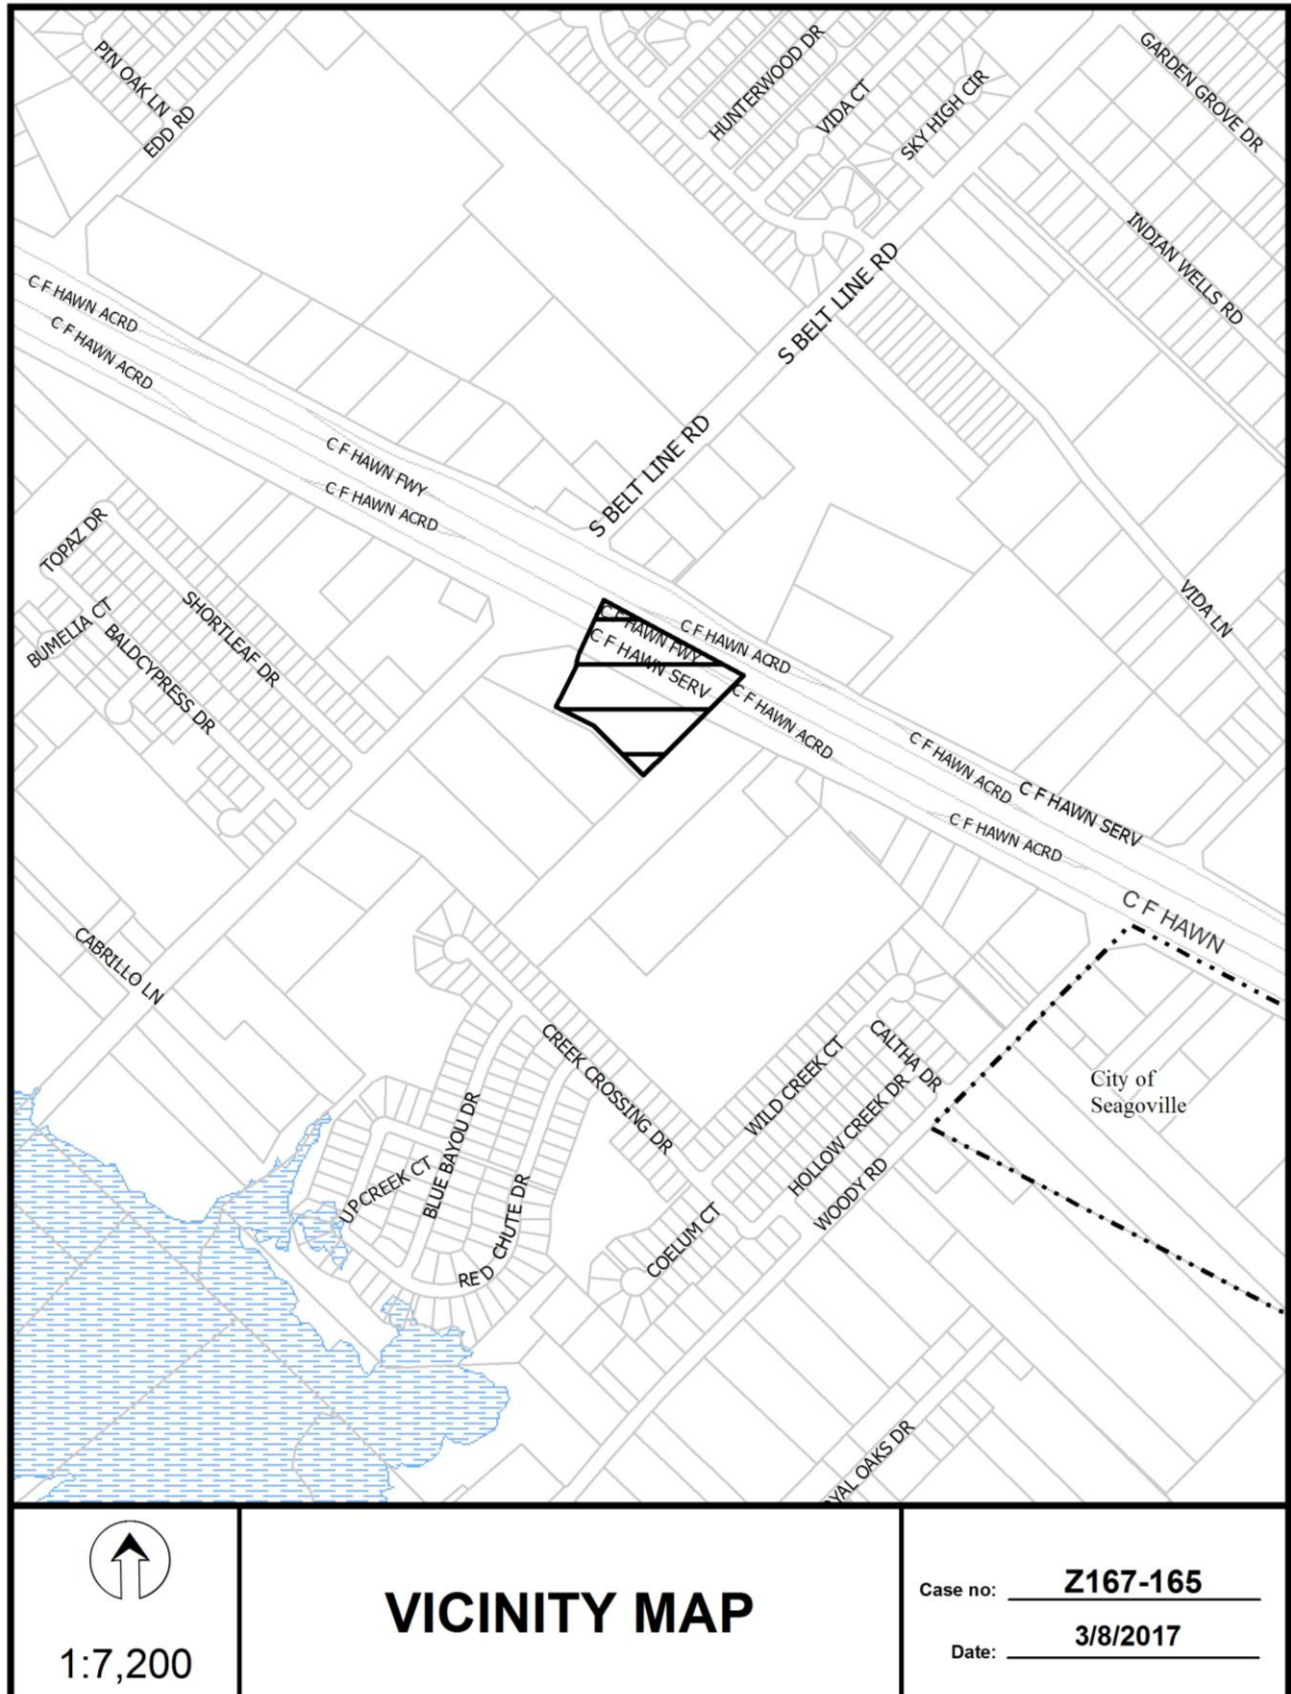 PIN OAK LN
EDD RD
HUNTERWOOD DR
VIDA CT
SKY HIGH CIR
GARDEN GROVE DR
INDIAN WELLS RD
S BELT LINE RD
C F HAWN ACRD
C F HAWN ACRD
C F HAWN FWY
C F HAWN ACRD
S BELT LINE RD
TOPAZ DR
BUMELIA CT
BALDCYPRESS DR
SHORTLEAF DR
VIDA LN
C F HAWN FWY
C F HAWN SERV
C F HAWN ACRD
C F HAWN ACRD
C F HAWN ACRD
C F HAWN SERV
C F HAWN ACRD
C F HAWN
CABRILLO LN
CREEK CROSSING DR
CALTHA DR
WILD CREEK CT
HOLLOW CREEK DR
WOODY RD
City of
Seagoville
UPCREEK CT
BLUE BAYOU DR
RED CHUTE DR
COELUM CT
YAL OAKS DR
1:7,200
VICINITY MAP
Case no: Z167-165
Date: 3/8/2017